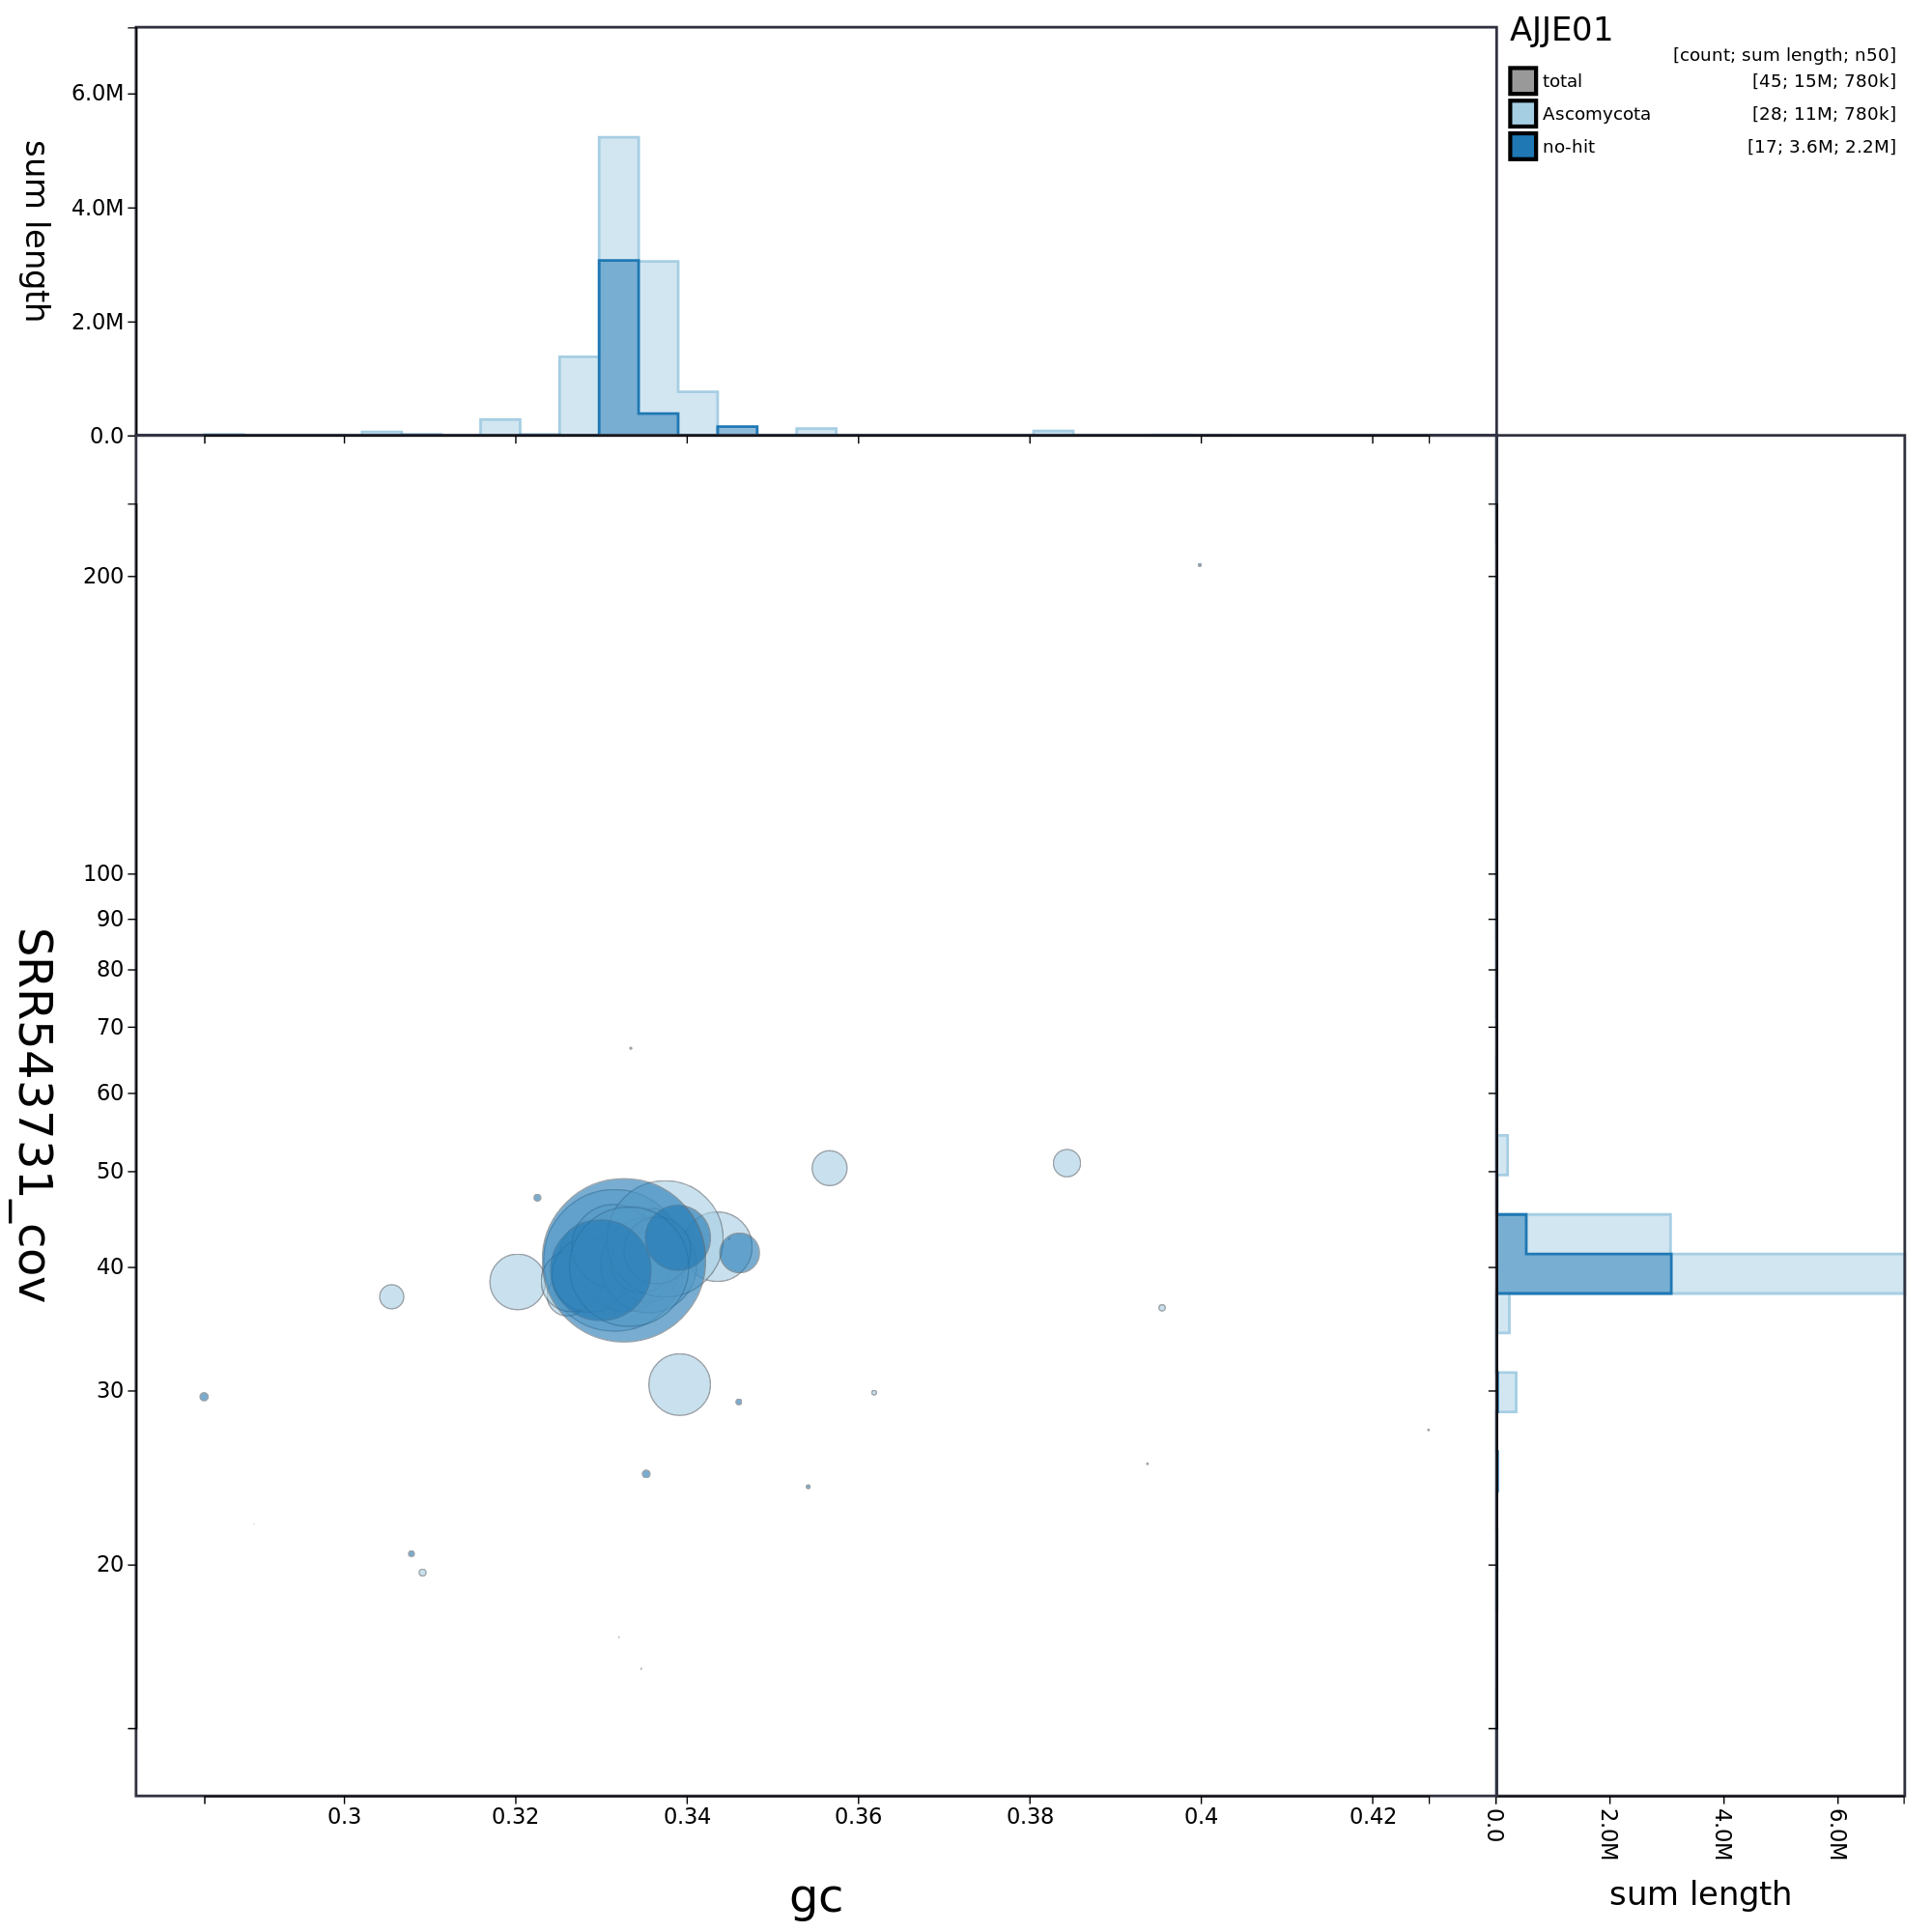 AJJE01
[count; sum length; n50]
total [45; 15M; 780k]
Ascomycota [28; 11M; 780k]
no-hit [17; 3.6M; 2.2M]
sum length
6.0M
4.0M
2.0M
0.0
SRR543731_cov
200
100
90
80
70
60
50
40
30
20
0.3 0.32 0.34 0.36 0.38 0.4 0.42
gc
0.0 2.0M 4.0M 6.0M
sum length